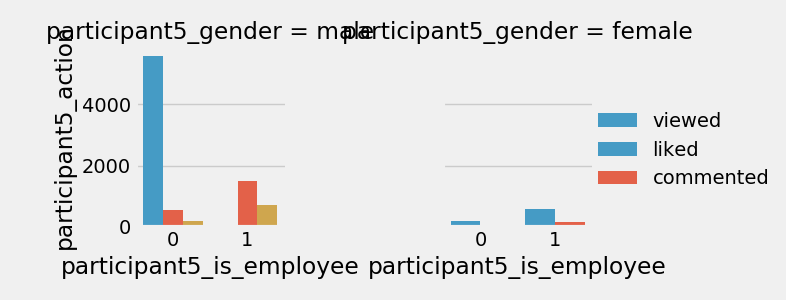 participant5_gender = male
participant5_gender = female
participant5_action
4000
2000
0
0
1
0
1
participant5_is_employee
participant5_is_employee
viewed
liked
commented